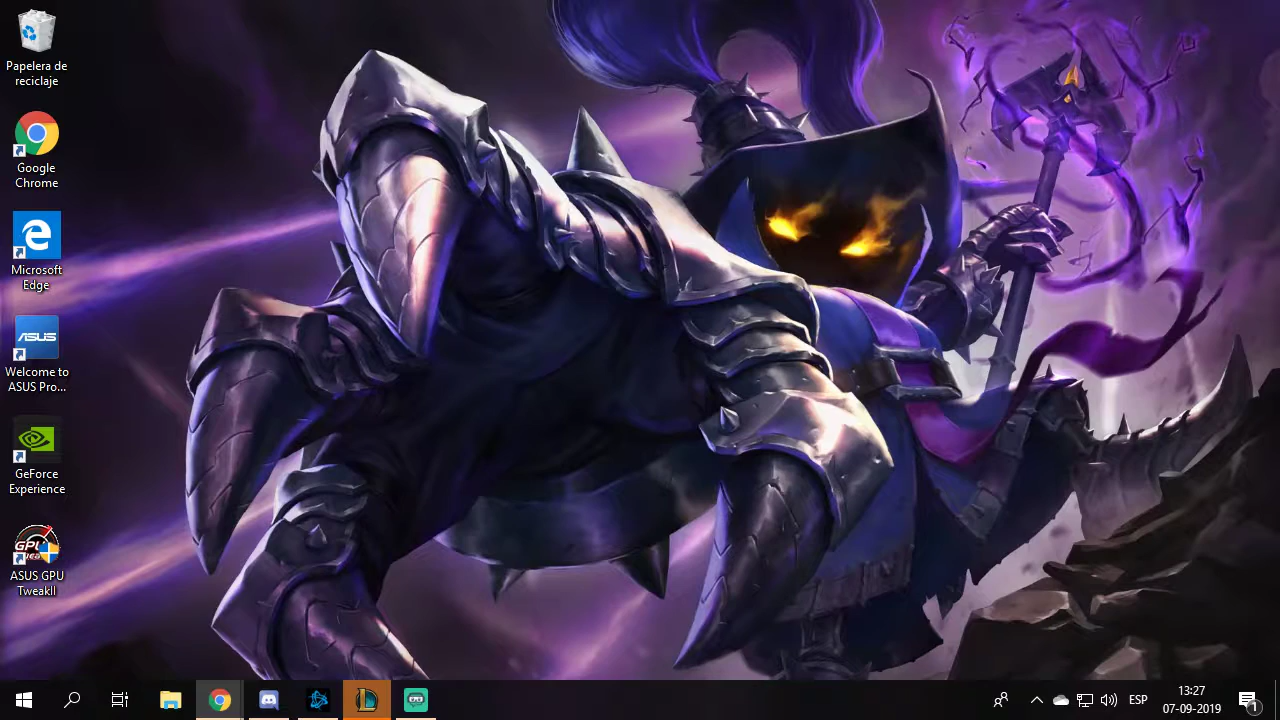 Papelera de
reciclaje
Google
Chrome
Microsoft
Edge
ASUS
Welcome to
ASUS Pro...
GeForce
Experience
GPU
ASUS GPU
TweakII
ESP
13:27
07-09-2019
1